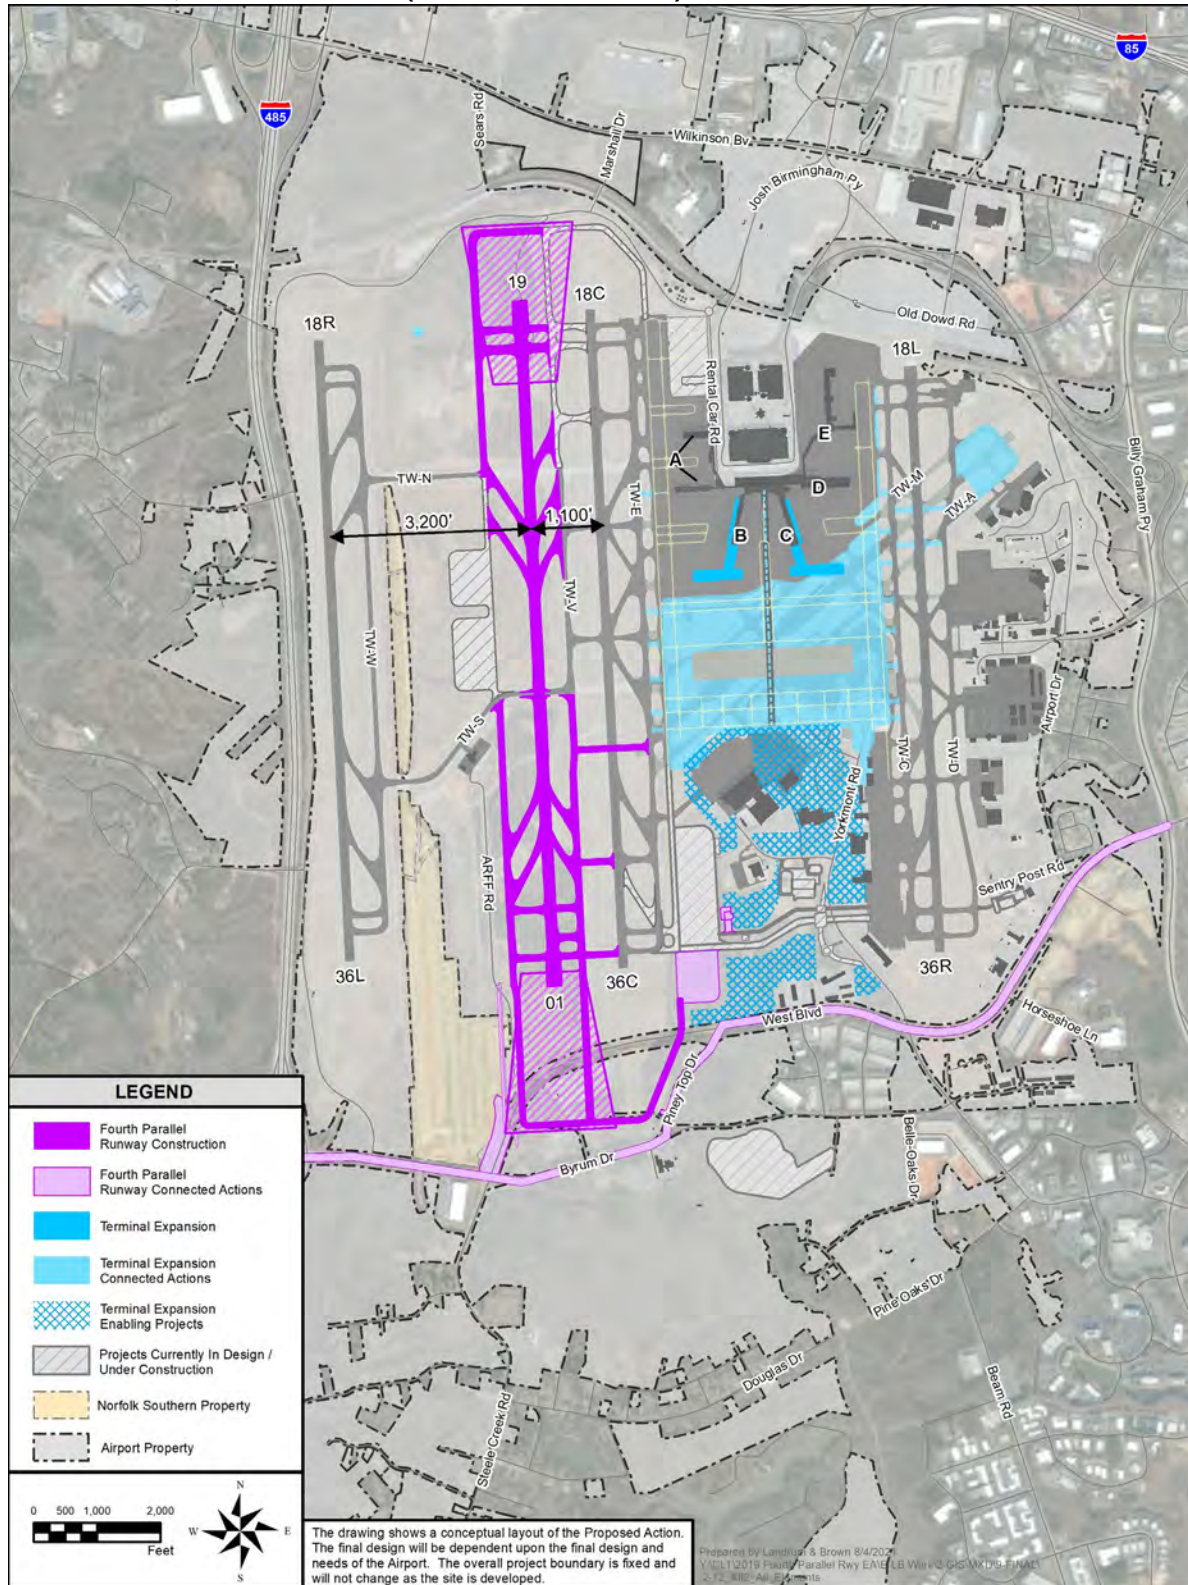 85
485
Sears Rd
Marshall Dr
Wilkinson Bv
Josh Birmingham Py
19
18C
Old Dowd Rd
18R
18L
Rental Car Rd
Billy Graham Py
E
A
TW-M
D
TW-N
TW-E
TW-A
3,200'
1,100'
B
C
TW-V
TW-W
Airport Dr
TW-S
TW-C
TW-D
Yorkmont Rd
ARFF Rd
Sentry Post Rd
36L
36C
36R
01
West Blvd
Horseshoe Ln
Piney Top Dr
Byrum Dr
Belle Oaks Dr
Pine Oaks Dr
Douglas Dr
Beam Rd
Steele Creek Rd
LEGEND
Fourth Parallel
Runway Construction
Fourth Parallel
Runway Connected Actions
Terminal Expansion
Terminal Expansion
Connected Actions
Terminal Expansion
Enabling Projects
Projects Currently In Design /
Under Construction
Norfolk Southern Property
Airport Property
0 500 1,000 2,000
Feet
N
W E
S
The drawing shows a conceptual layout of the Proposed Action.
The final design will be dependent upon the final design and
needs of the Airport. The overall project boundary is fixed and
will not change as the site is developed.
Prepared by Landrum & Brown